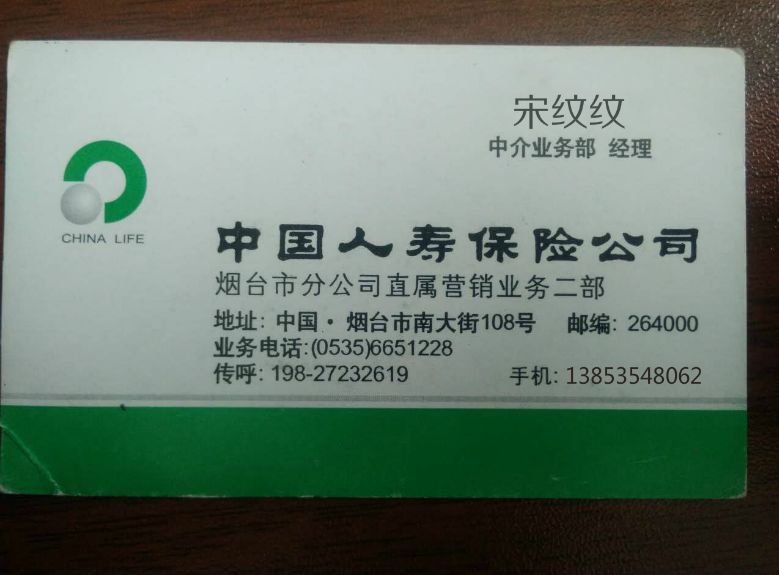 宋纹纹
中介业务部 经理
CHINA LIFE
中国人寿保险公司
烟台市分公司直属营销业务二部
地址: 中国·烟台市南大街108号 邮编: 264000
业务电话:(0535)6651228
传呼: 198-27232619 手机: 13853548062